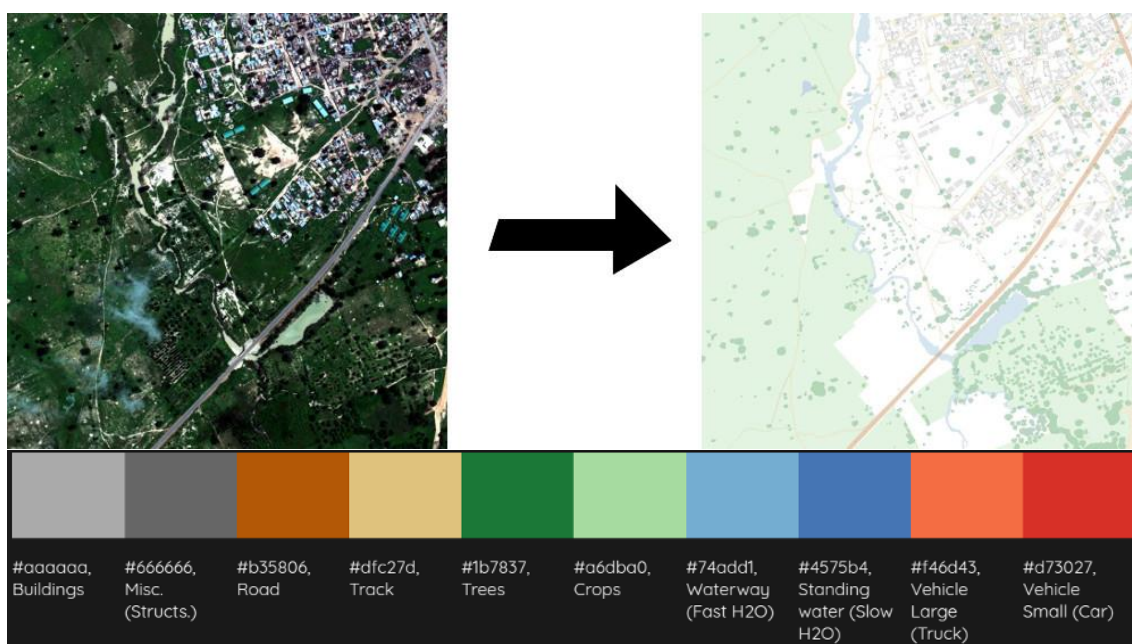 #aaaaaa, #666666, #b35806, #dfc27d, #1b7837, #a6dba0, #74add1, #4575b4, #f46d43, #d73027,
Buildings Misc. Road Track Trees Crops Waterway Standing Vehicle Vehicle
(Structs.) (Fast H2O) water (Slow Large Small (Car)
H2O) (Truck)